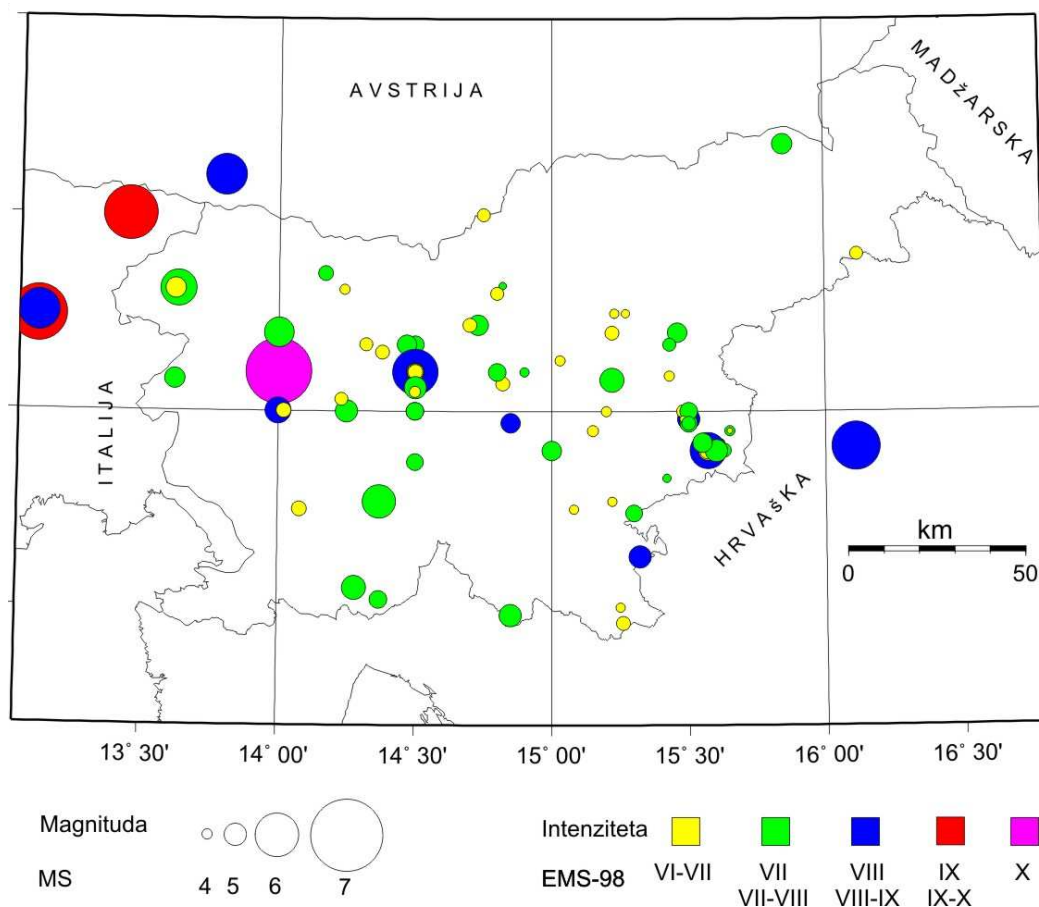 AVSTRIJA
MADžARSKA
ITALIJA
HRVAšKA
km
0 50
13° 30' 14° 00' 14° 30' 15° 00' 15° 30' 16° 00' 16° 30'
Magnituda
MS 4 5 6 7
Intenziteta
EMS-98 VI-VII VII VIII IX X
VII-VIII VIII-IX IX-X